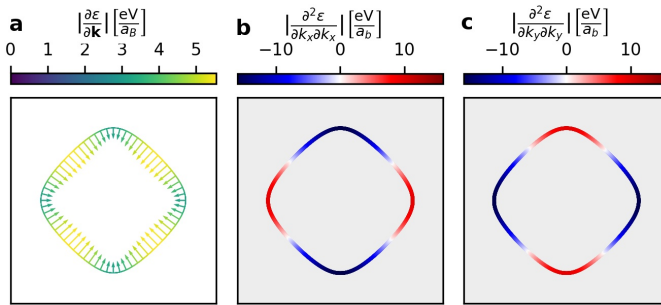 a |∂ε/∂k| [eV/a_B]
0 1 2 3 4 5
b |∂²ε/∂k_x∂k_x| [eV/a_b]
−10 0 10
c |∂²ε/∂k_y∂k_y| [eV/a_b]
−10 0 10